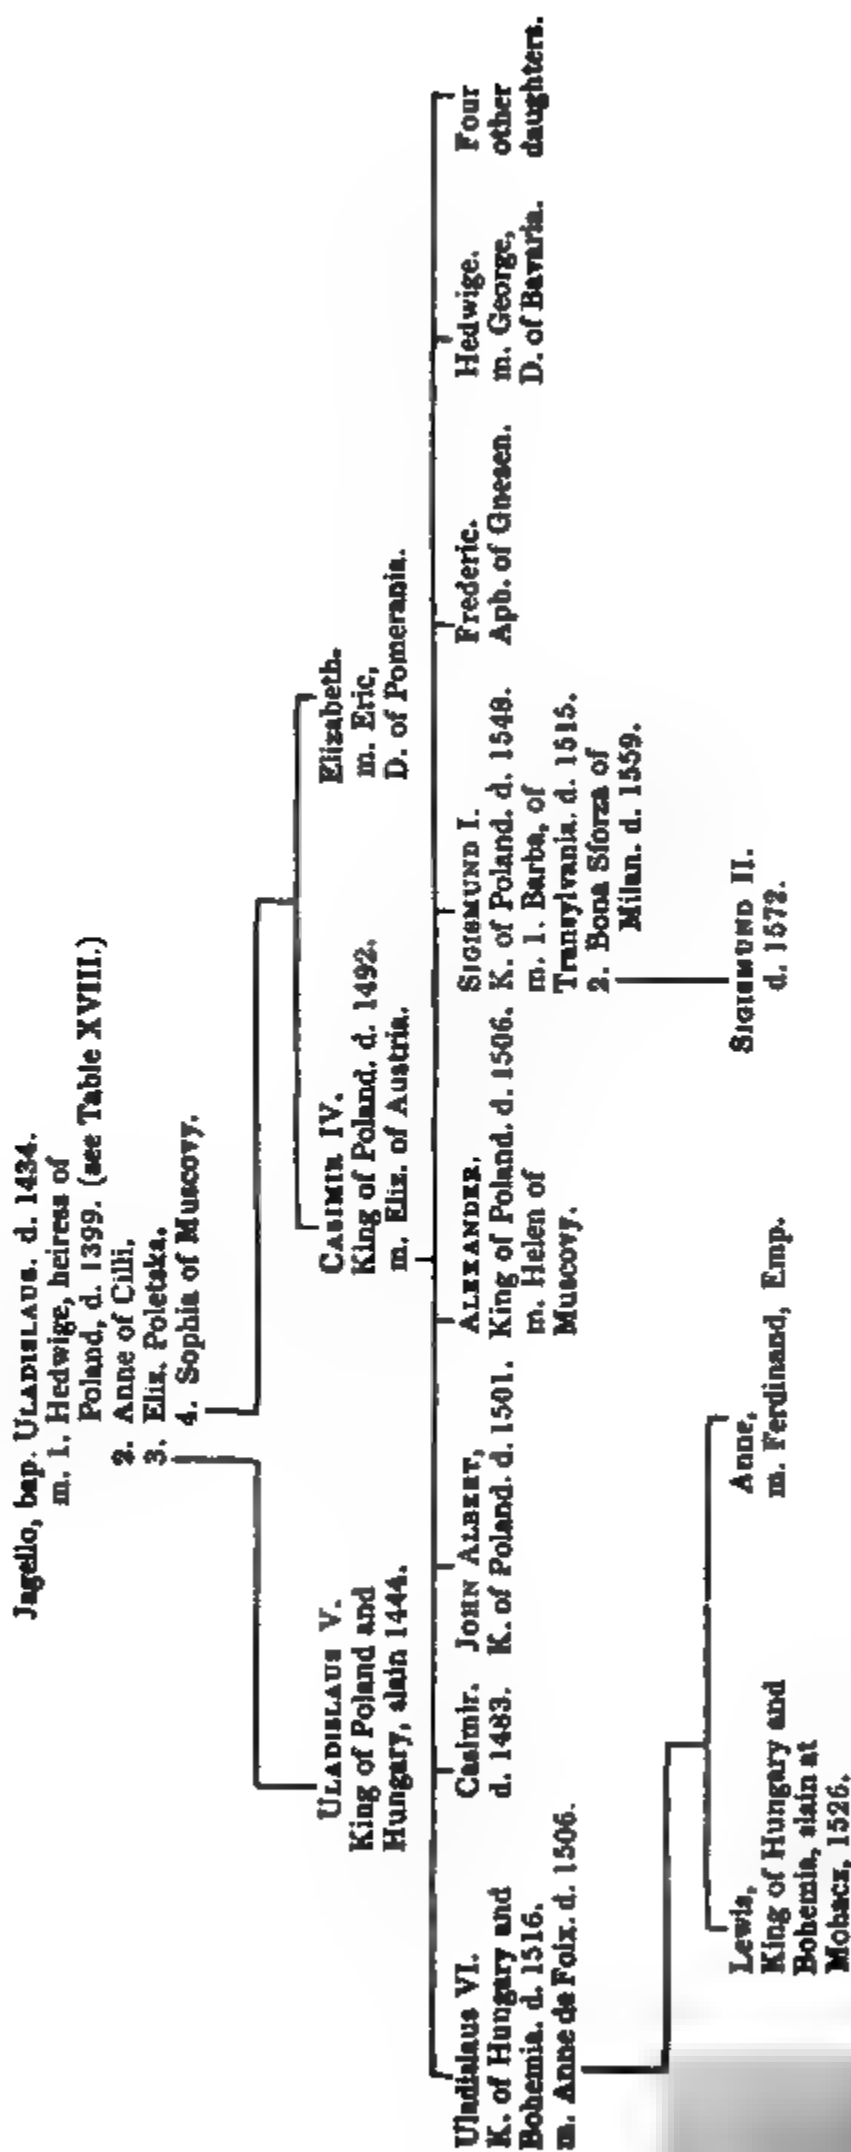 Jagello, bap. ULADISLAUS. d. 1434.
m. 1. Hedwige, heiress of
Poland, d. 1399. (see Table XVIII.)
2. Anne of Cilli,
3. Eliz. Poletska.
4. Sophia of Muscovy.
ULADISLAUS V.
King of Poland and
Hungary, slain 1444.
CASIMIR IV.
King of Poland. d. 1492.
m. Eliz. of Austria.
Elizabeth.
m. Eric,
D. of Pomerania.
Uladislaus VI.
K. of Hungary and
Bohemia. d. 1516.
m. Anne de Foix. d. 1506.
Casimir.
d. 1483.
JOHN ALBERT,
K. of Poland. d. 1501.
ALEXANDER,
King of Poland. d. 1506.
m. Helen of
Muscovy.
SIGISMUND I.
K. of Poland. d. 1548.
m. 1. Barba, of
Transylvania. d. 1515.
2. Bona Sforza of
Milan. d. 1559.
Frederic.
Apb. of Gnesen.
Hedwige.
m. George,
D. of Bavaria.
Four
other
daughters.
Lewis,
King of Hungary and
Bohemia, slain at
Mohacz, 1526.
Anne,
m. Ferdinand, Emp.
SIGISMUND II.
d. 1572.